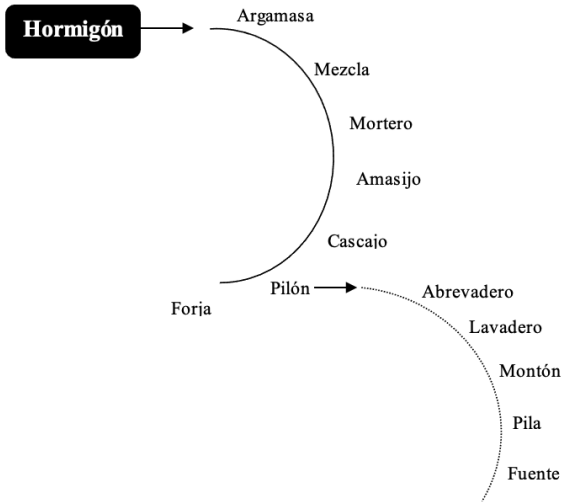 Hormigón
Argamasa
Mezcla
Mortero
Amasijo
Cascajo
Pilón
Forja
Abrevadero
Lavadero
Montón
Pila
Fuente